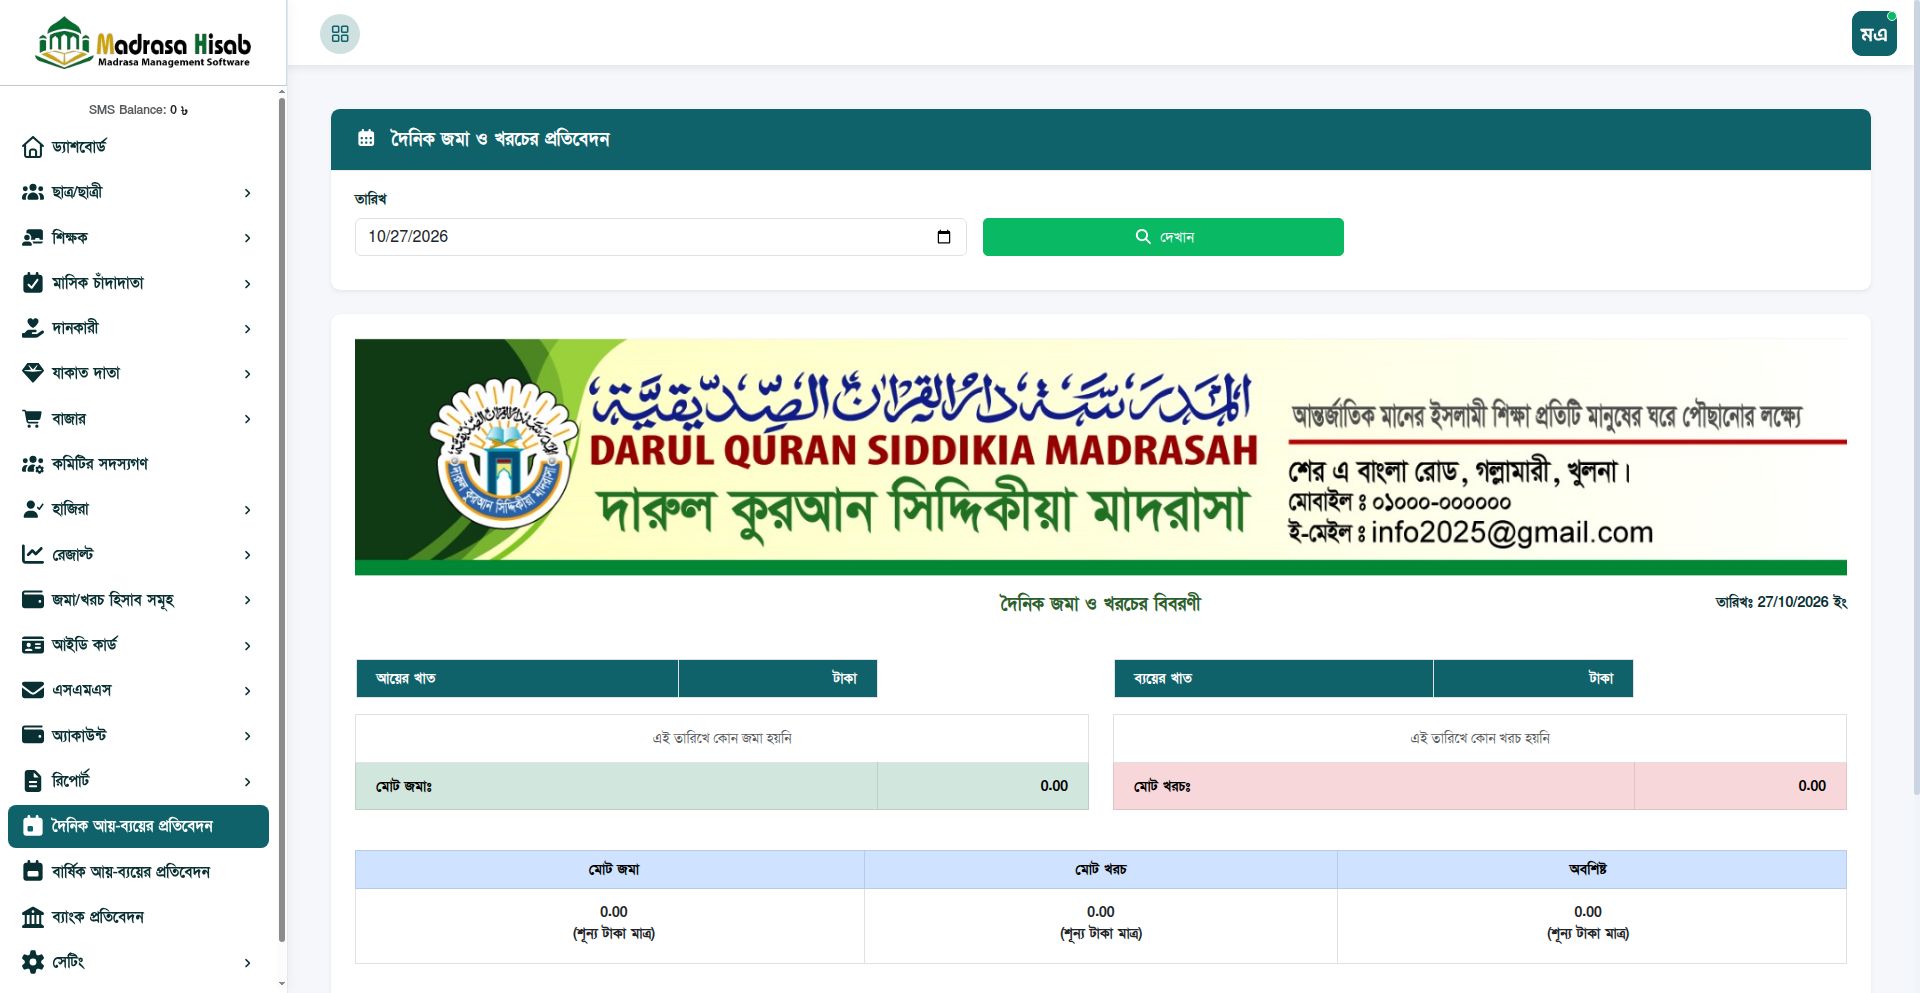 Madrasa Hisab
Madrasa Management Software
SMS Balance: 0 ৳
ড্যাশবোর্ড
ছাত্র/ছাত্রী
শিক্ষক
মাসিক চাঁদাদাতা
দানকারী
যাকাত দাতা
বাজার
কমিটির সদস্যগণ
হাজিরা
রেজাল্ট
জমা/খরচ হিসাব সমূহ
আইডি কার্ড
এসএমএস
অ্যাকাউন্ট
রিপোর্ট
দৈনিক আয়-ব্যয়ের প্রতিবেদন
বার্ষিক আয়-ব্যয়ের প্রতিবেদন
ব্যাংক প্রতিবেদন
সেটিং
মএ
দৈনিক জমা ও খরচের প্রতিবেদন
তারিখ
10/27/2026
দেখান
المدرسة دار القرآن الصديقية
DARUL QURAN SIDDIKIA MADRASAH
দারুল কুরআন সিদ্দিকীয়া মাদরাসা
দারুল কুরআন সিদ্দিকীয়া মাদরাসা
আন্তর্জাতিক মানের ইসলামী শিক্ষা প্রতিটি মানুষের ঘরে পৌছানোর লক্ষ্যে
শের এ বাংলা রোড, গল্লামারী, খুলনা।
মোবাইল ঃ ০১০০০-০০০০০০
ই-মেইল ঃ info2025@gmail.com
দৈনিক জমা ও খরচের বিবরণী
তারিখঃ 27/10/2026 ইং
আয়ের খাত টাকা
এই তারিখে কোন জমা হয়নি
মোট জমাঃ 0.00
ব্যয়ের খাত টাকা
এই তারিখে কোন খরচ হয়নি
মোট খরচঃ 0.00
মোট জমা মোট খরচ অবশিষ্ট
0.00 0.00 0.00
(শূন্য টাকা মাত্র) (শূন্য টাকা মাত্র) (শূন্য টাকা মাত্র)